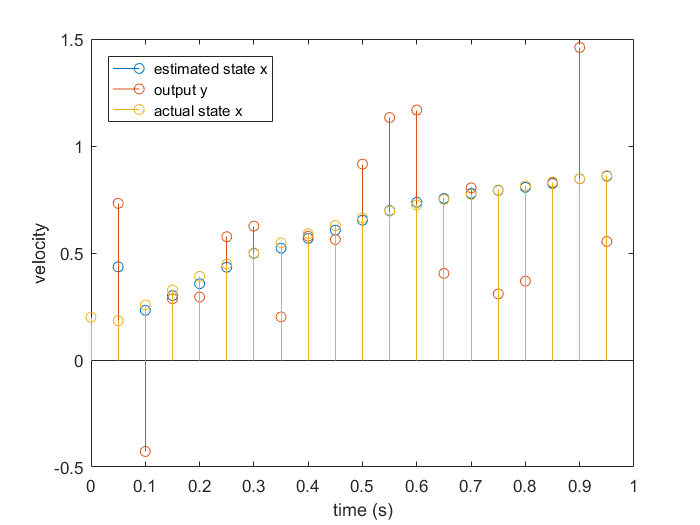 1.5
estimated state x
output y
actual state x
1
0.5
velocity
0
-0.5
0 0.1 0.2 0.3 0.4 0.5 0.6 0.7 0.8 0.9 1
time (s)